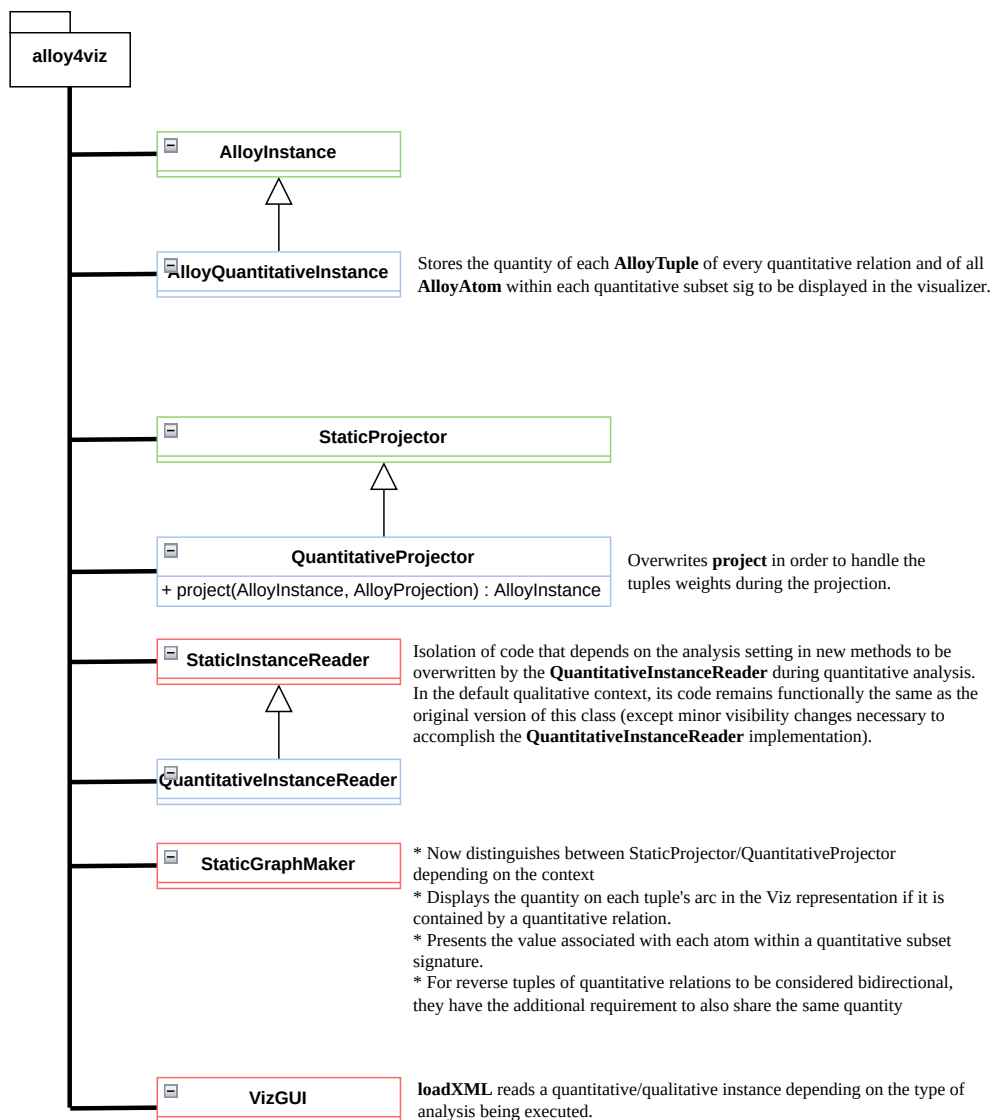 alloy4viz
AlloyInstance
AlloyQuantitativeInstance
Stores the quantity of each AlloyTuple of every quantitative relation and of all
AlloyAtom within each quantitative subset sig to be displayed in the visualizer.
StaticProjector
QuantitativeProjector
+ project(AlloyInstance, AlloyProjection) : AlloyInstance
Overwrites project in order to handle the
tuples weights during the projection.
StaticInstanceReader
Isolation of code that depends on the analysis setting in new methods to be
overwritten by the QuantitativeInstanceReader during quantitative analysis.
In the default qualitative context, its code remains functionally the same as the
original version of this class (except minor visibility changes necessary to
accomplish the QuantitativeInstanceReader implementation).
QuantitativeInstanceReader
StaticGraphMaker
* Now distinguishes between StaticProjector/QuantitativeProjector
depending on the context
* Displays the quantity on each tuple's arc in the Viz representation if it is
contained by a quantitative relation.
* Presents the value associated with each atom within a quantitative subset
signature.
* For reverse tuples of quantitative relations to be considered bidirectional,
they have the additional requirement to also share the same quantity
VizGUI
loadXML reads a quantitative/qualitative instance depending on the type of
analysis being executed.